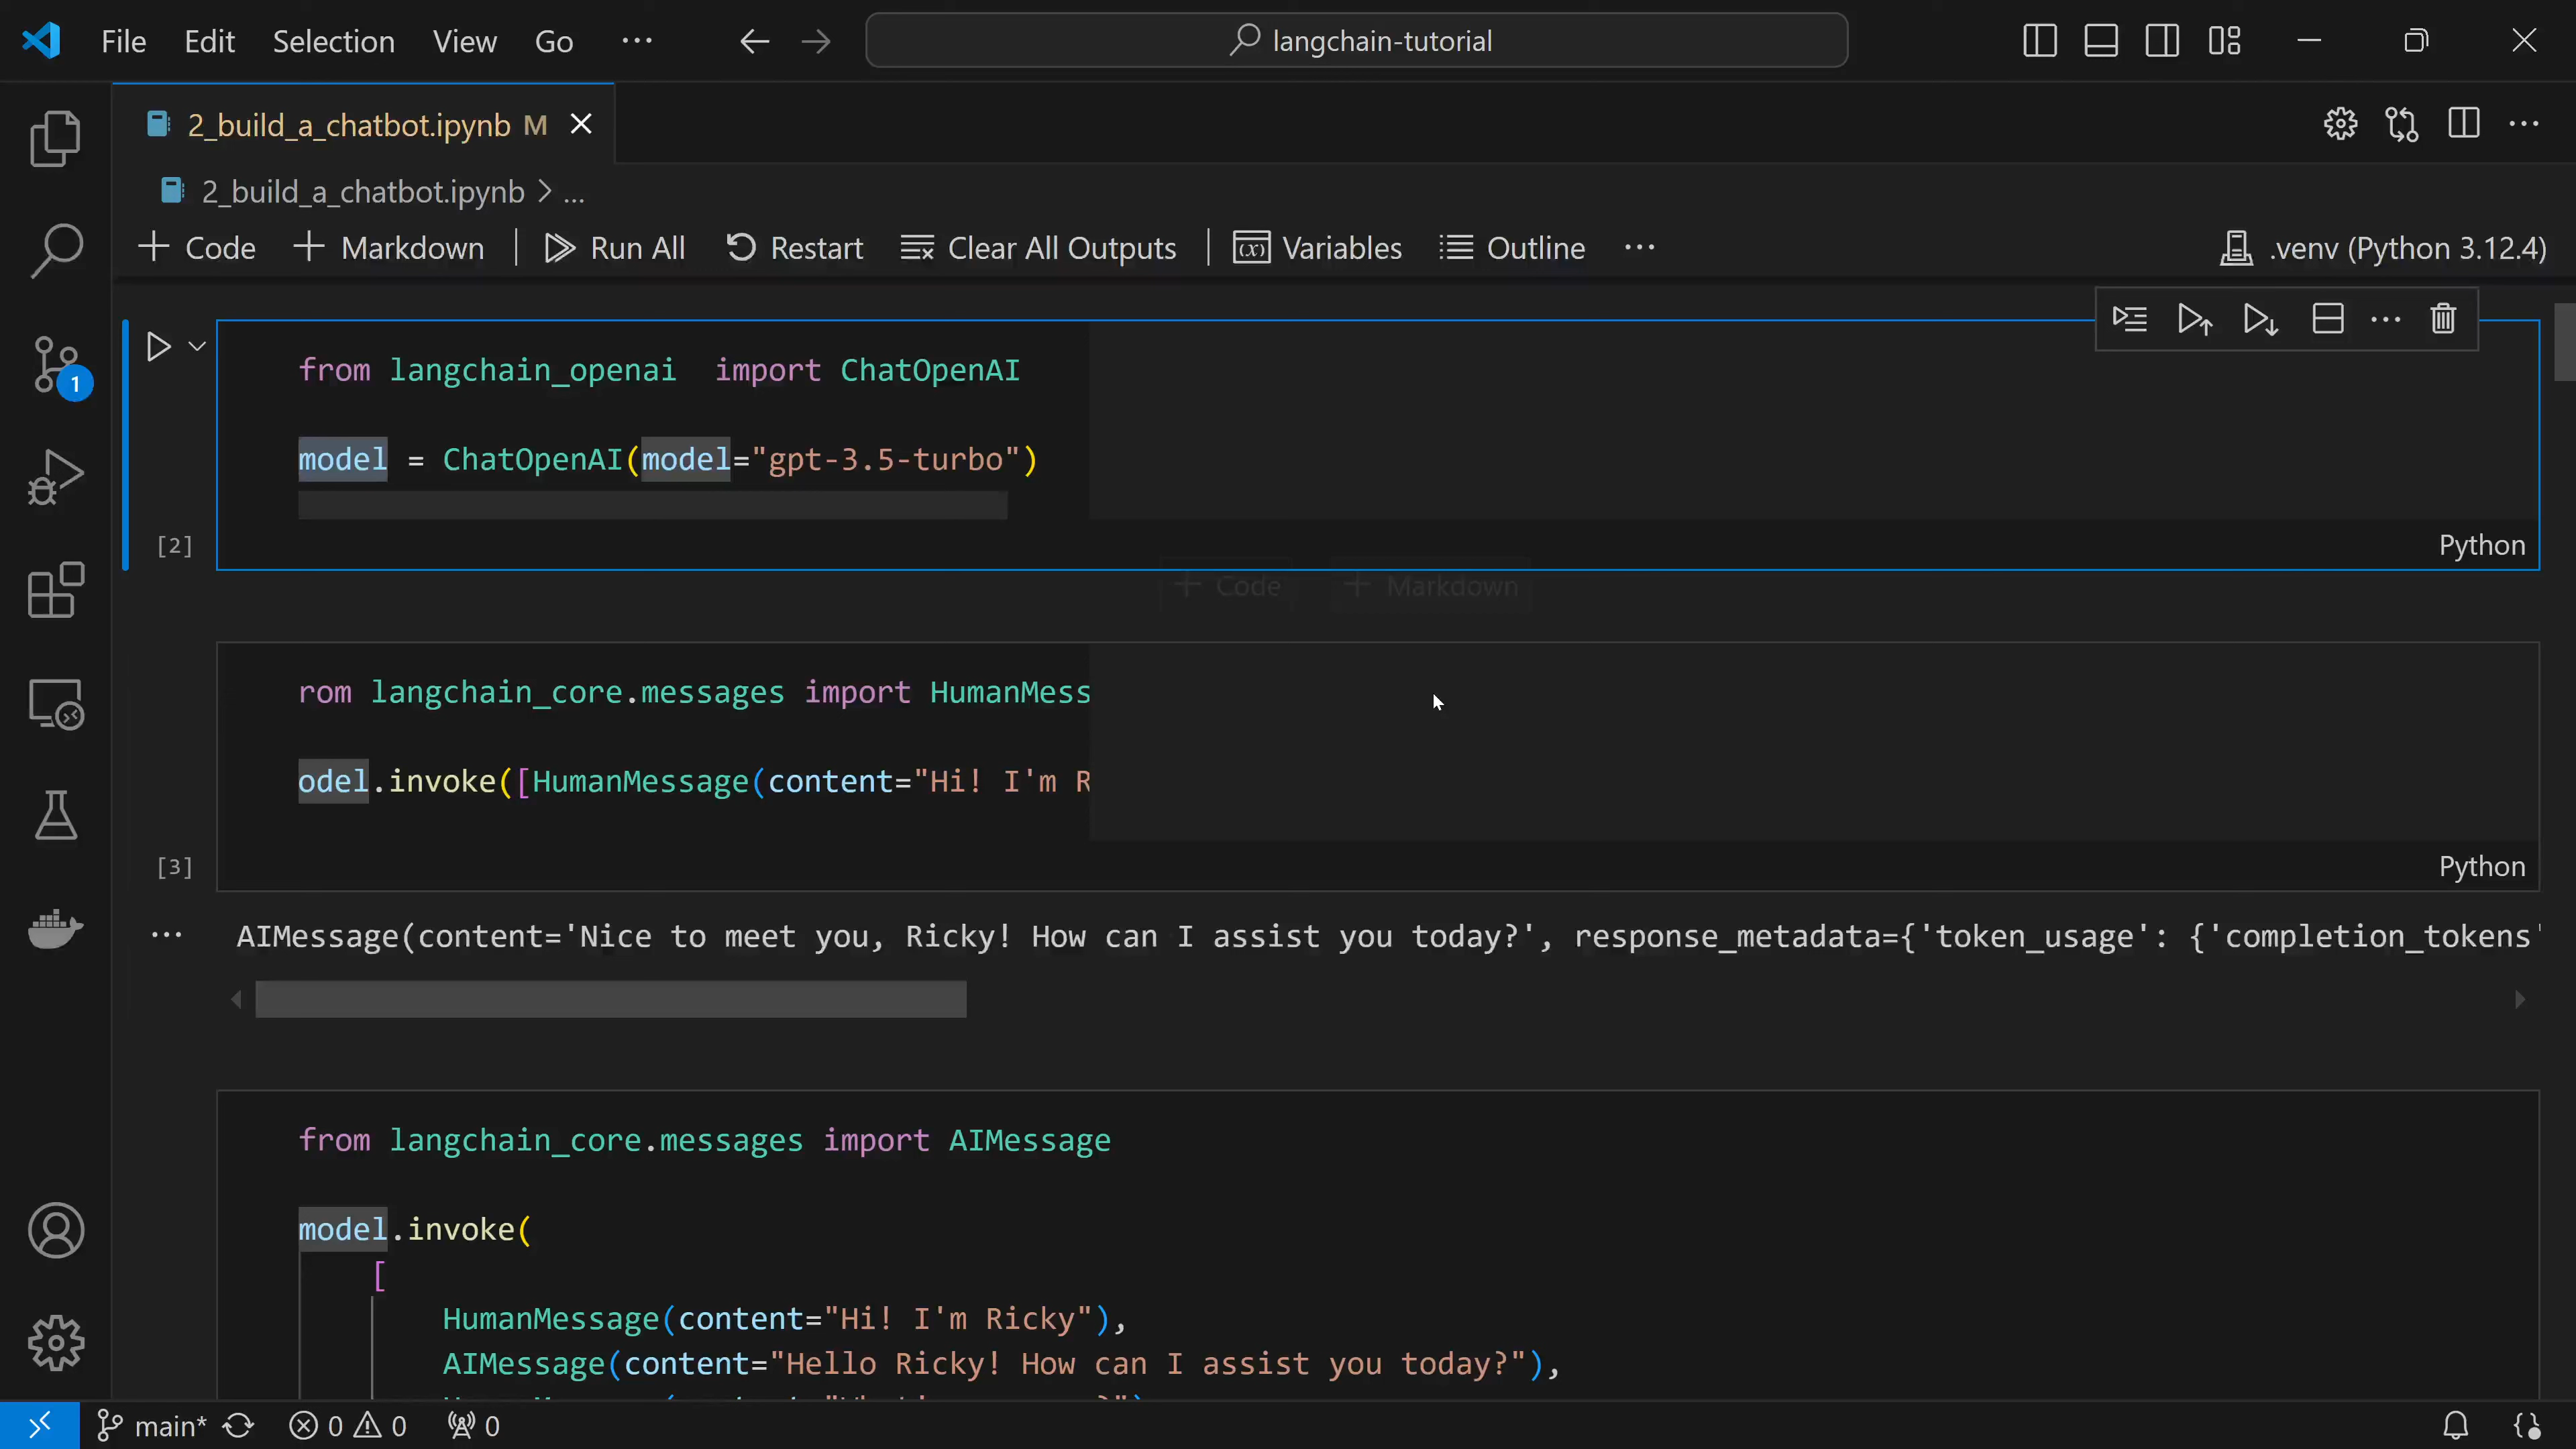 File Edit Selection View Go ··· langchain-tutorial
2_build_a_chatbot.ipynb M
2_build_a_chatbot.ipynb > ...
Code Markdown Run All Restart Clear All Outputs Variables Outline ··· .venv (Python 3.12.4)
from langchain_openai  import ChatOpenAI
model = ChatOpenAI(model="gpt-3.5-turbo")
[2] Python
Code Markdown
rom langchain_core.messages import HumanMess
odel.invoke([HumanMessage(content="Hi! I'm R
[3] Python
AIMessage(content='Nice to meet you, Ricky! How can I assist you today?', response_metadata={'token_usage': {'completion_tokens'
from langchain_core.messages import AIMessage
model.invoke(
[
HumanMessage(content="Hi! I'm Ricky"),
AIMessage(content="Hello Ricky! How can I assist you today?"),
1
main* 0 0 0